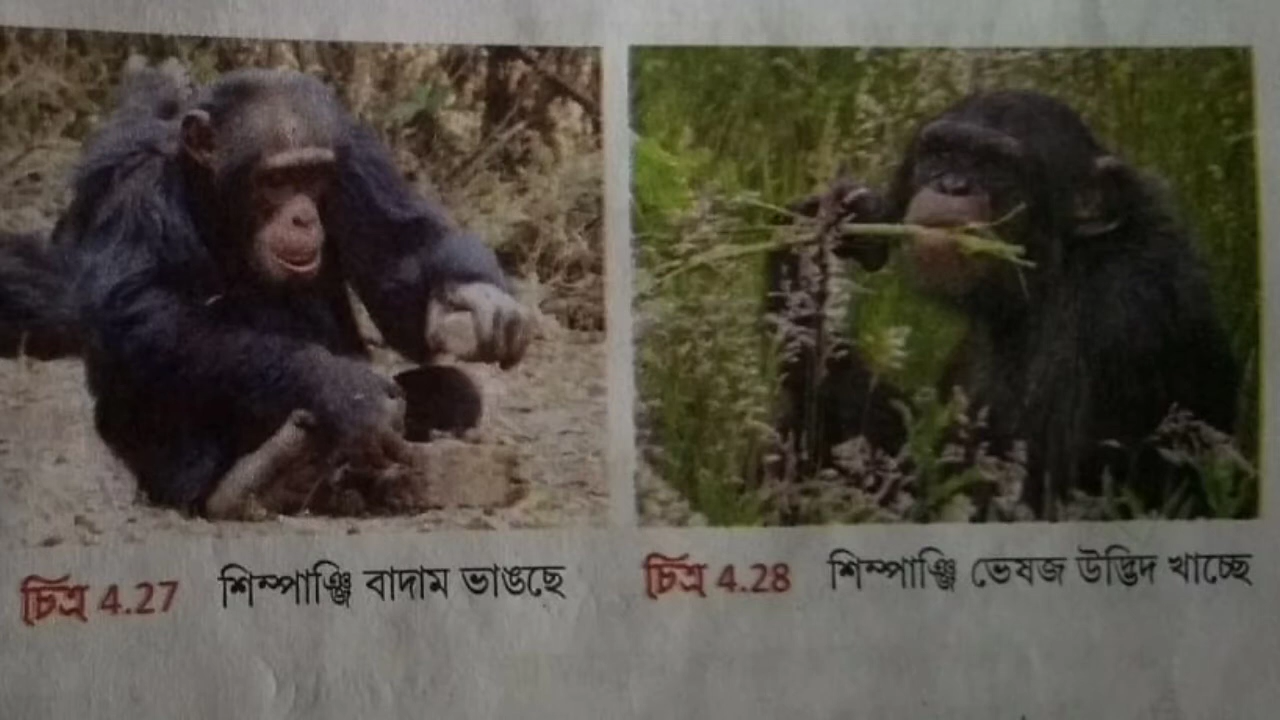 চিত্র 4.27 শিম্পাঞ্জি বাদাম ভাঙছে
চিত্র 4.28 শিম্পাঞ্জি ভেষজ উদ্ভিদ খাচ্ছে